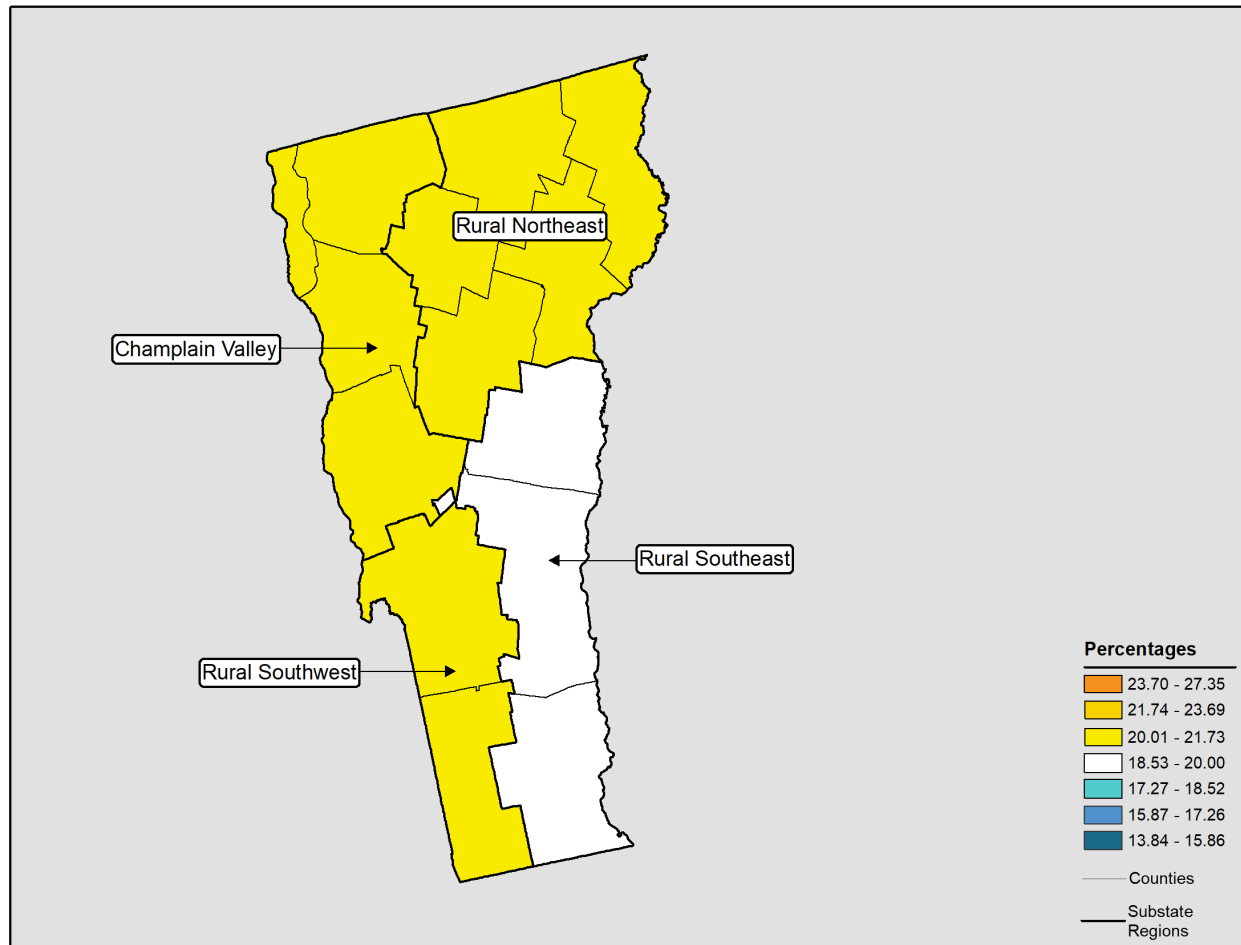 Rural Northeast
Champlain Valley
Rural Southeast
Rural Southwest
Percentages
23.70 - 27.35
21.74 - 23.69
20.01 - 21.73
18.53 - 20.00
17.27 - 18.52
15.87 - 17.26
13.84 - 15.86
Counties
Substate
Regions